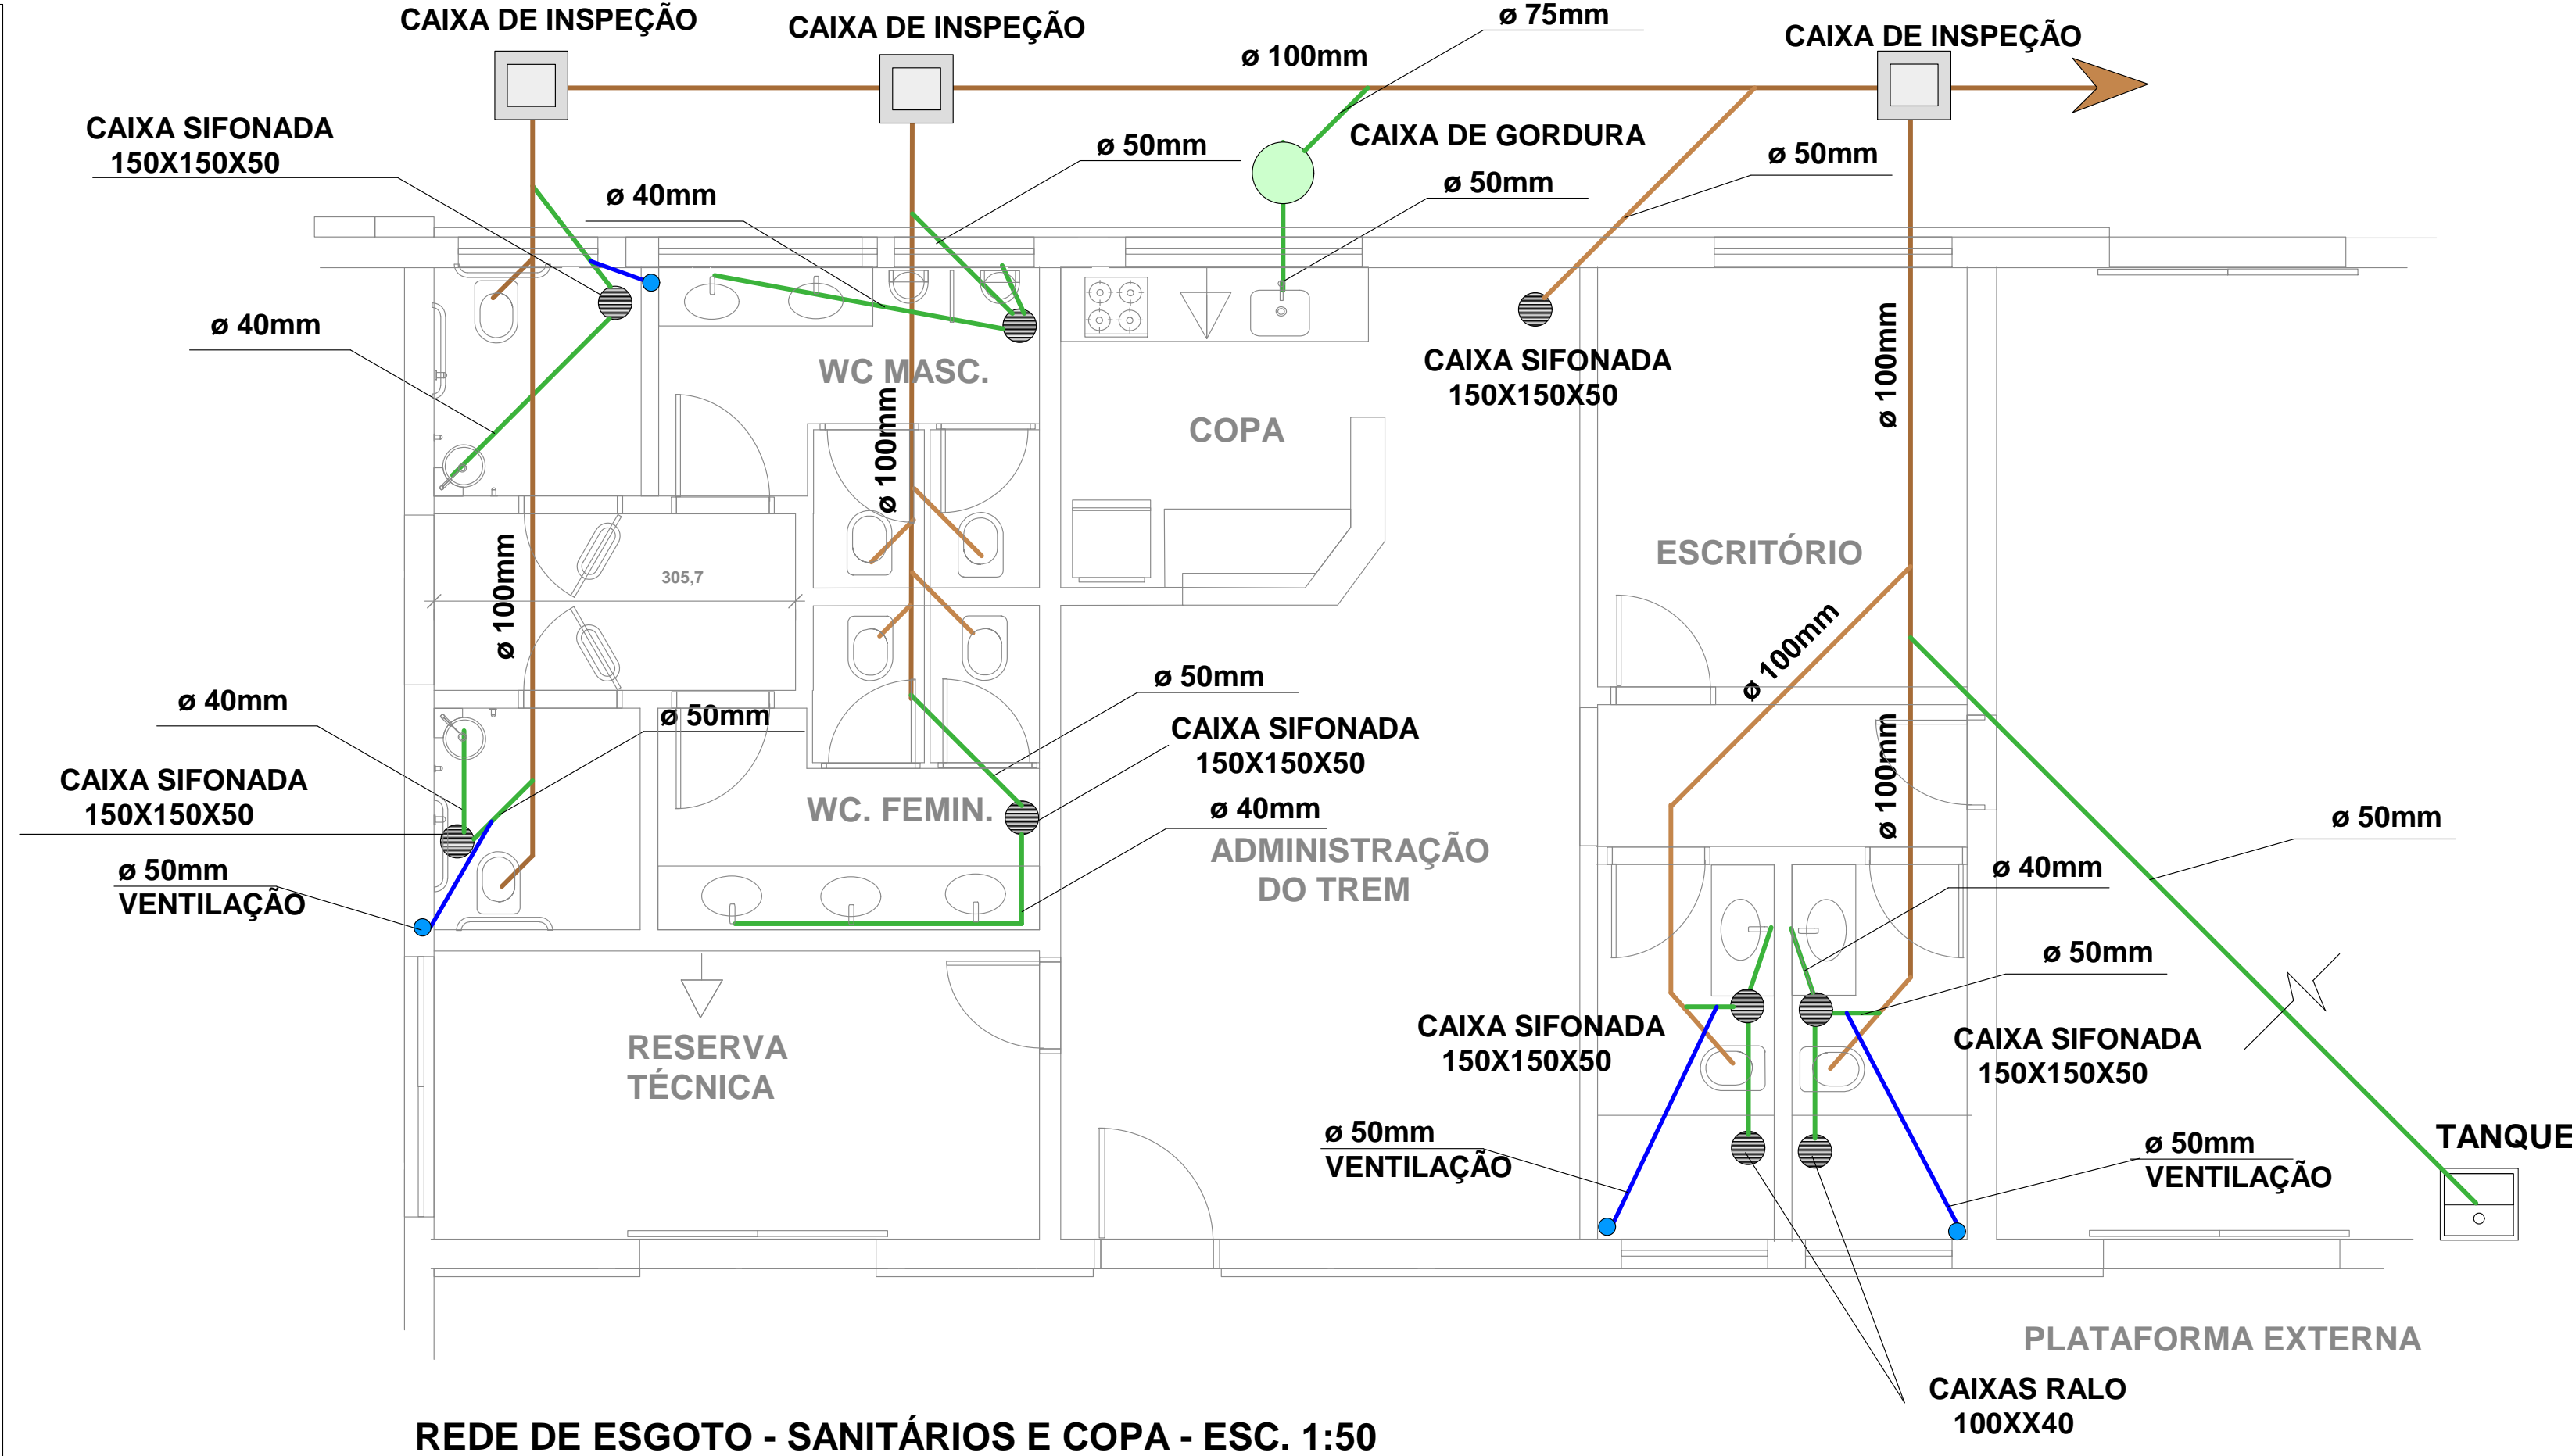 CAIXA DE INSPEÇÃO
CAIXA DE INSPEÇÃO
ø 75mm
CAIXA DE INSPEÇÃO
ø 100mm
CAIXA SIFONADA
150X150X50
ø 50mm
CAIXA DE GORDURA
ø 50mm
ø 40mm
ø 50mm
ø 40mm
WC MASC.
CAIXA SIFONADA
150X150X50
ø 100mm
ø 100mm
COPA
ESCRITÓRIO
ø 100mm
305,7
ø 100mm
ø 40mm
ø 50mm
ø 50mm
CAIXA SIFONADA
150X150X50
ø 100mm
CAIXA SIFONADA
150X150X50
WC. FEMIN.
ø 40mm
ø 50mm
ADMINISTRAÇÃO
DO TREM
ø 50mm
VENTILAÇÃO
ø 40mm
ø 50mm
RESERVA
TÉCNICA
CAIXA SIFONADA
150X150X50
CAIXA SIFONADA
150X150X50
ø 50mm
VENTILAÇÃO
ø 50mm
VENTILAÇÃO
TANQUE
PLATAFORMA EXTERNA
CAIXAS RALO
100XX40
REDE DE ESGOTO - SANITÁRIOS E COPA - ESC. 1:50